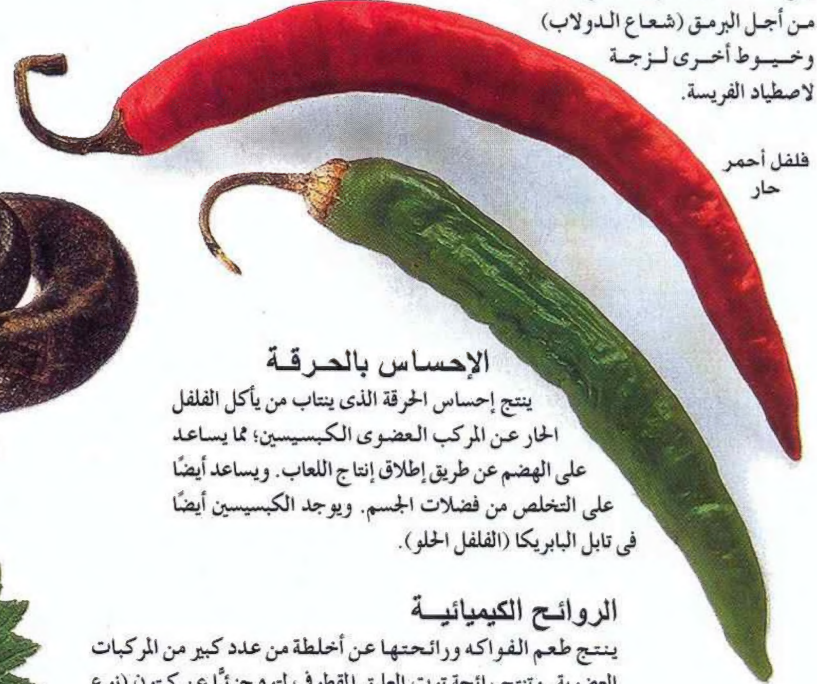 من أجل البرمق (شعاع الدولاب)
وخيوط أخرى لزجة
لاصطياد الفريسة.
فلفل أحمر
حار
الإحساس بالحرقة
ينتج إحساس الحرقة الذى ينتاب من يأكل الفلفل
الحار عن المركب العضوى الكبسيسين؛ مما يساعد
على الهضم عن طريق إطلاق إنتاج اللعاب. ويساعد أيضًا
على التخلص من فضلات الجسم. ويوجد الكبسيسين أيضًا
فى تابل البابريكا (الفلفل الحلو).
الروائح الكيميائية
ينتج طعم الفواكه ورائحتها عن أخلطة من عدد كبير من المركبات